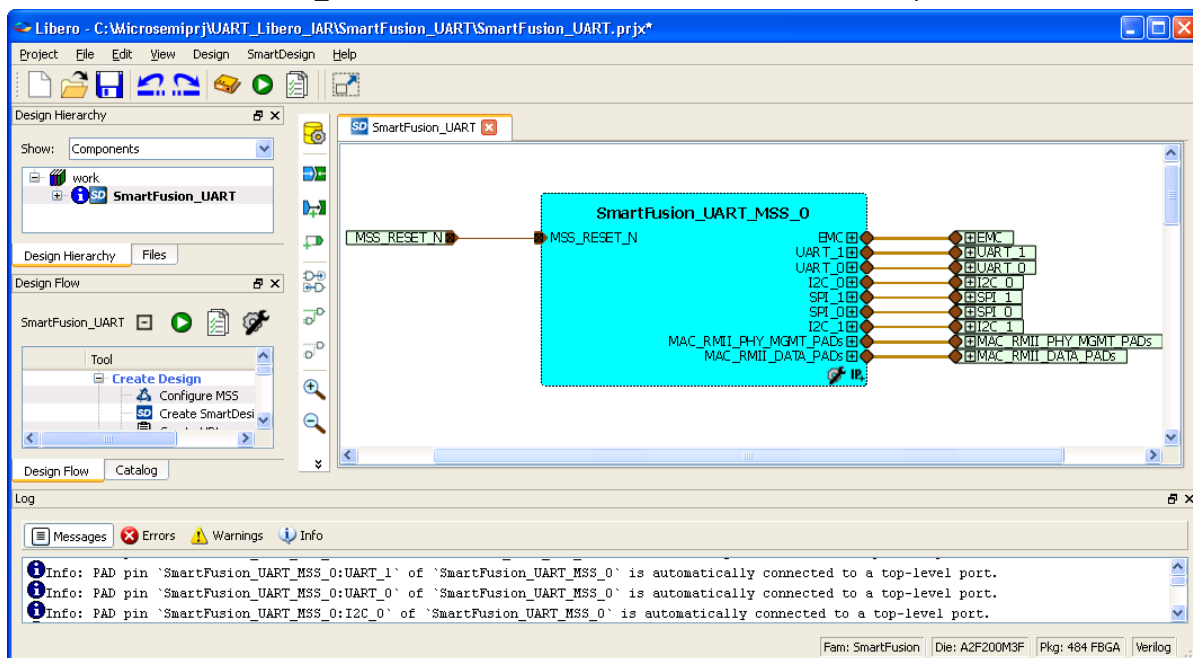 Libero - C:\Microsemiprj\UART_Libero_IAR\SmartFusion_UART\SmartFusion_UART.prjx*
Project File Edit View Design SmartDesign Help
Design Hierarchy
Show: Components
work
SD SmartFusion_UART
Design Hierarchy Files
Design Flow
SmartFusion_UART
Tool
Create Design
Configure MSS
SD Create SmartDesi
Design Flow Catalog
SD SmartFusion_UART
SmartFusion_UART_MSS_0
MSS_RESET_N MSS_RESET_N
EMC EMC
UART_1 UART_1
UART_0 UART_0
I2C_0 I2C_0
SPI_1 SPI_1
SPI_0 SPI_0
I2C_1 I2C_1
MAC_RMII_PHY_MGMT_PADs MAC_RMII_PHY_MGMT_PADs
MAC_RMII_DATA_PADs MAC_RMII_DATA_PADs
IP
Log
Messages Errors Warnings Info
Info: PAD pin `SmartFusion_UART_MSS_0:UART_1` of `SmartFusion_UART_MSS_0` is automatically connected to a top-level port.
Info: PAD pin `SmartFusion_UART_MSS_0:UART_0` of `SmartFusion_UART_MSS_0` is automatically connected to a top-level port.
Info: PAD pin `SmartFusion_UART_MSS_0:I2C_0` of `SmartFusion_UART_MSS_0` is automatically connected to a top-level port.
Fam: SmartFusion Die: A2F200M3F Pkg: 484 FBGA Verilog